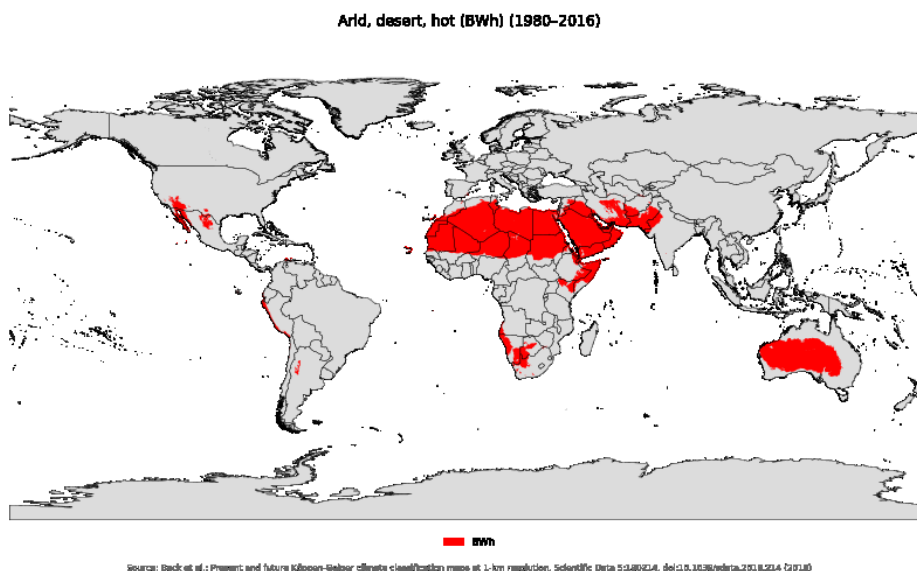 Arid, desert, hot (BWh) (1980–2016)
BWh
Source: Beck et al.: Present and future Köppen-Geiger climate classification maps at 1-km resolution. Scientific Data 5:180214. doi:10.1038/sdata.2018.214 (2018)